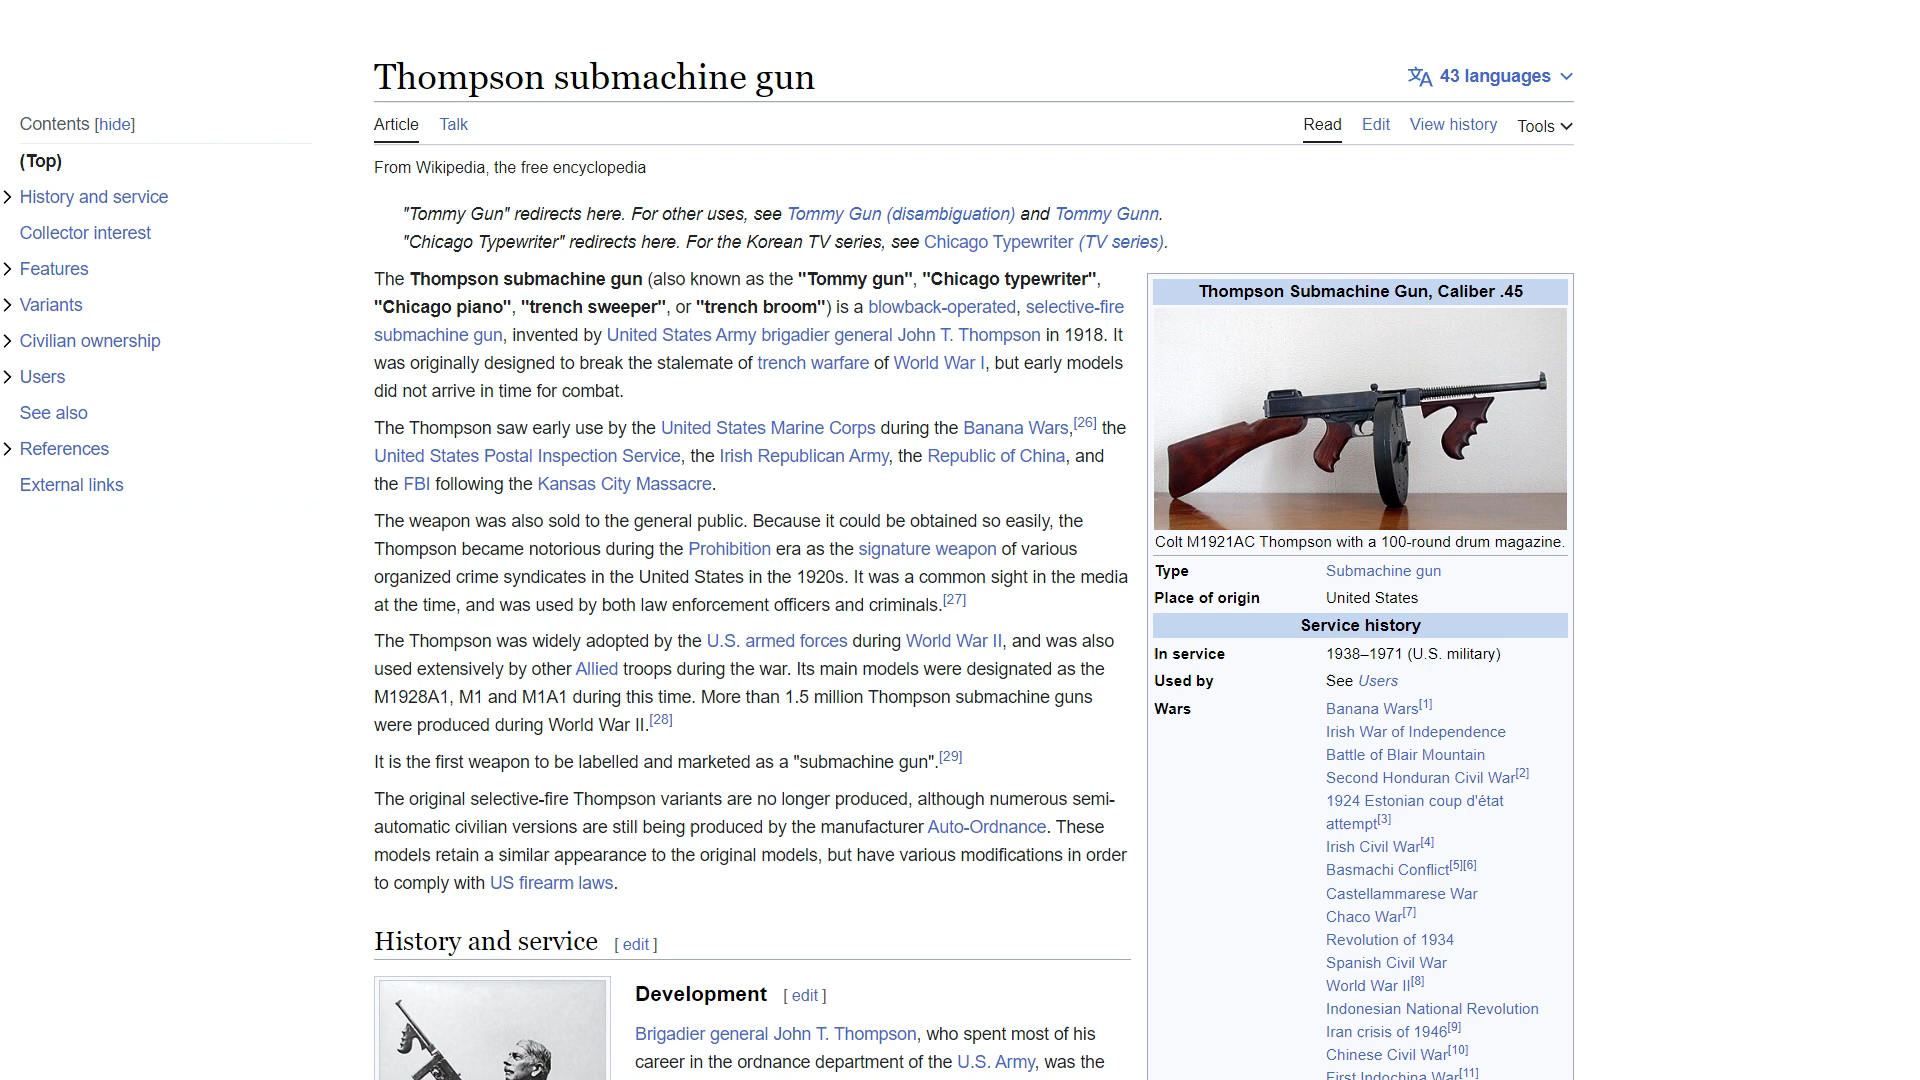 Thompson submachine gun
43 languages
Contents [hide]
(Top)
History and service
Collector interest
Features
Variants
Civilian ownership
Users
See also
References
External links
Article Talk
Read Edit View history Tools
From Wikipedia, the free encyclopedia
"Tommy Gun" redirects here. For other uses, see Tommy Gun (disambiguation) and Tommy Gunn.
"Chicago Typewriter" redirects here. For the Korean TV series, see Chicago Typewriter (TV series).
The Thompson submachine gun (also known as the "Tommy gun", "Chicago typewriter",
"Chicago piano", "trench sweeper", or "trench broom") is a blowback-operated, selective-fire
submachine gun, invented by United States Army brigadier general John T. Thompson in 1918. It
was originally designed to break the stalemate of trench warfare of World War I, but early models
did not arrive in time for combat.
The Thompson saw early use by the United States Marine Corps during the Banana Wars,[26] the
United States Postal Inspection Service, the Irish Republican Army, the Republic of China, and
the FBI following the Kansas City Massacre.
The weapon was also sold to the general public. Because it could be obtained so easily, the
Thompson became notorious during the Prohibition era as the signature weapon of various
organized crime syndicates in the United States in the 1920s. It was a common sight in the media
at the time, and was used by both law enforcement officers and criminals.[27]
The Thompson was widely adopted by the U.S. armed forces during World War II, and was also
used extensively by other Allied troops during the war. Its main models were designated as the
M1928A1, M1 and M1A1 during this time. More than 1.5 million Thompson submachine guns
were produced during World War II.[28]
It is the first weapon to be labelled and marketed as a "submachine gun".[29]
The original selective-fire Thompson variants are no longer produced, although numerous semi-
automatic civilian versions are still being produced by the manufacturer Auto-Ordnance. These
models retain a similar appearance to the original models, but have various modifications in order
to comply with US firearm laws.
History and service [ edit ]
Development [ edit ]
Brigadier general John T. Thompson, who spent most of his
career in the ordnance department of the U.S. Army, was the
Thompson Submachine Gun, Caliber .45
Colt M1921AC Thompson with a 100-round drum magazine.
Type Submachine gun
Place of origin United States
Service history
In service 1938–1971 (U.S. military)
Used by See Users
Wars Banana Wars[1]
Irish War of Independence
Battle of Blair Mountain
Second Honduran Civil War[2]
1924 Estonian coup d'état
attempt[3]
Irish Civil War[4]
Basmachi Conflict[5][6]
Castellammarese War
Chaco War[7]
Revolution of 1934
Spanish Civil War
World War II[8]
Indonesian National Revolution
Iran crisis of 1946[9]
Chinese Civil War[10]
First Indochina War[11]